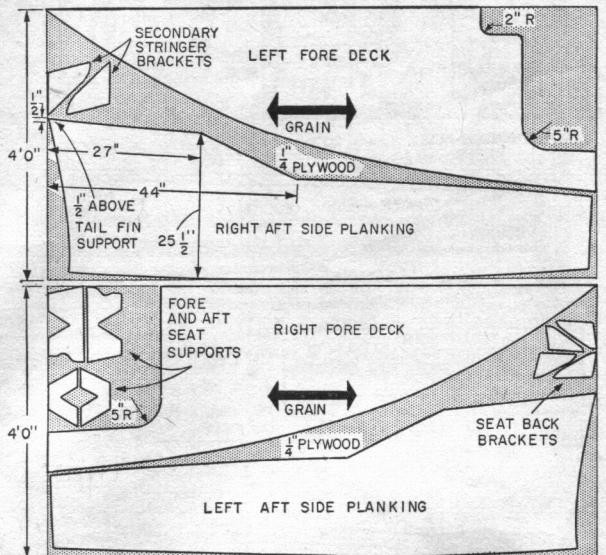 2" R
SECONDARY
STRINGER
BRACKETS
LEFT FORE DECK
1/2"
5"R
4'0"
GRAIN
27"
1/4" PLYWOOD
44"
1/2" ABOVE
TAIL FIN
SUPPORT
25 1/2"
RIGHT AFT SIDE PLANKING
FORE
AND AFT
SEAT
SUPPORTS
RIGHT FORE DECK
5"R
GRAIN
4'0"
1/4" PLYWOOD
SEAT BACK
BRACKETS
LEFT AFT SIDE PLANKING